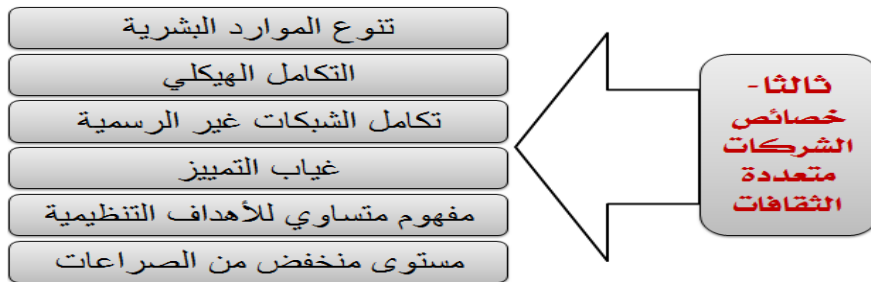 ثالثا-
خصائص
الشركات
متعددة
الثقافات
تنوع الموارد البشرية
التكامل الهيكلي
تكامل الشبكات غير الرسمية
غياب التمييز
مفهوم متساوي للأهداف التنظيمية
مستوى منخفض من الصراعات